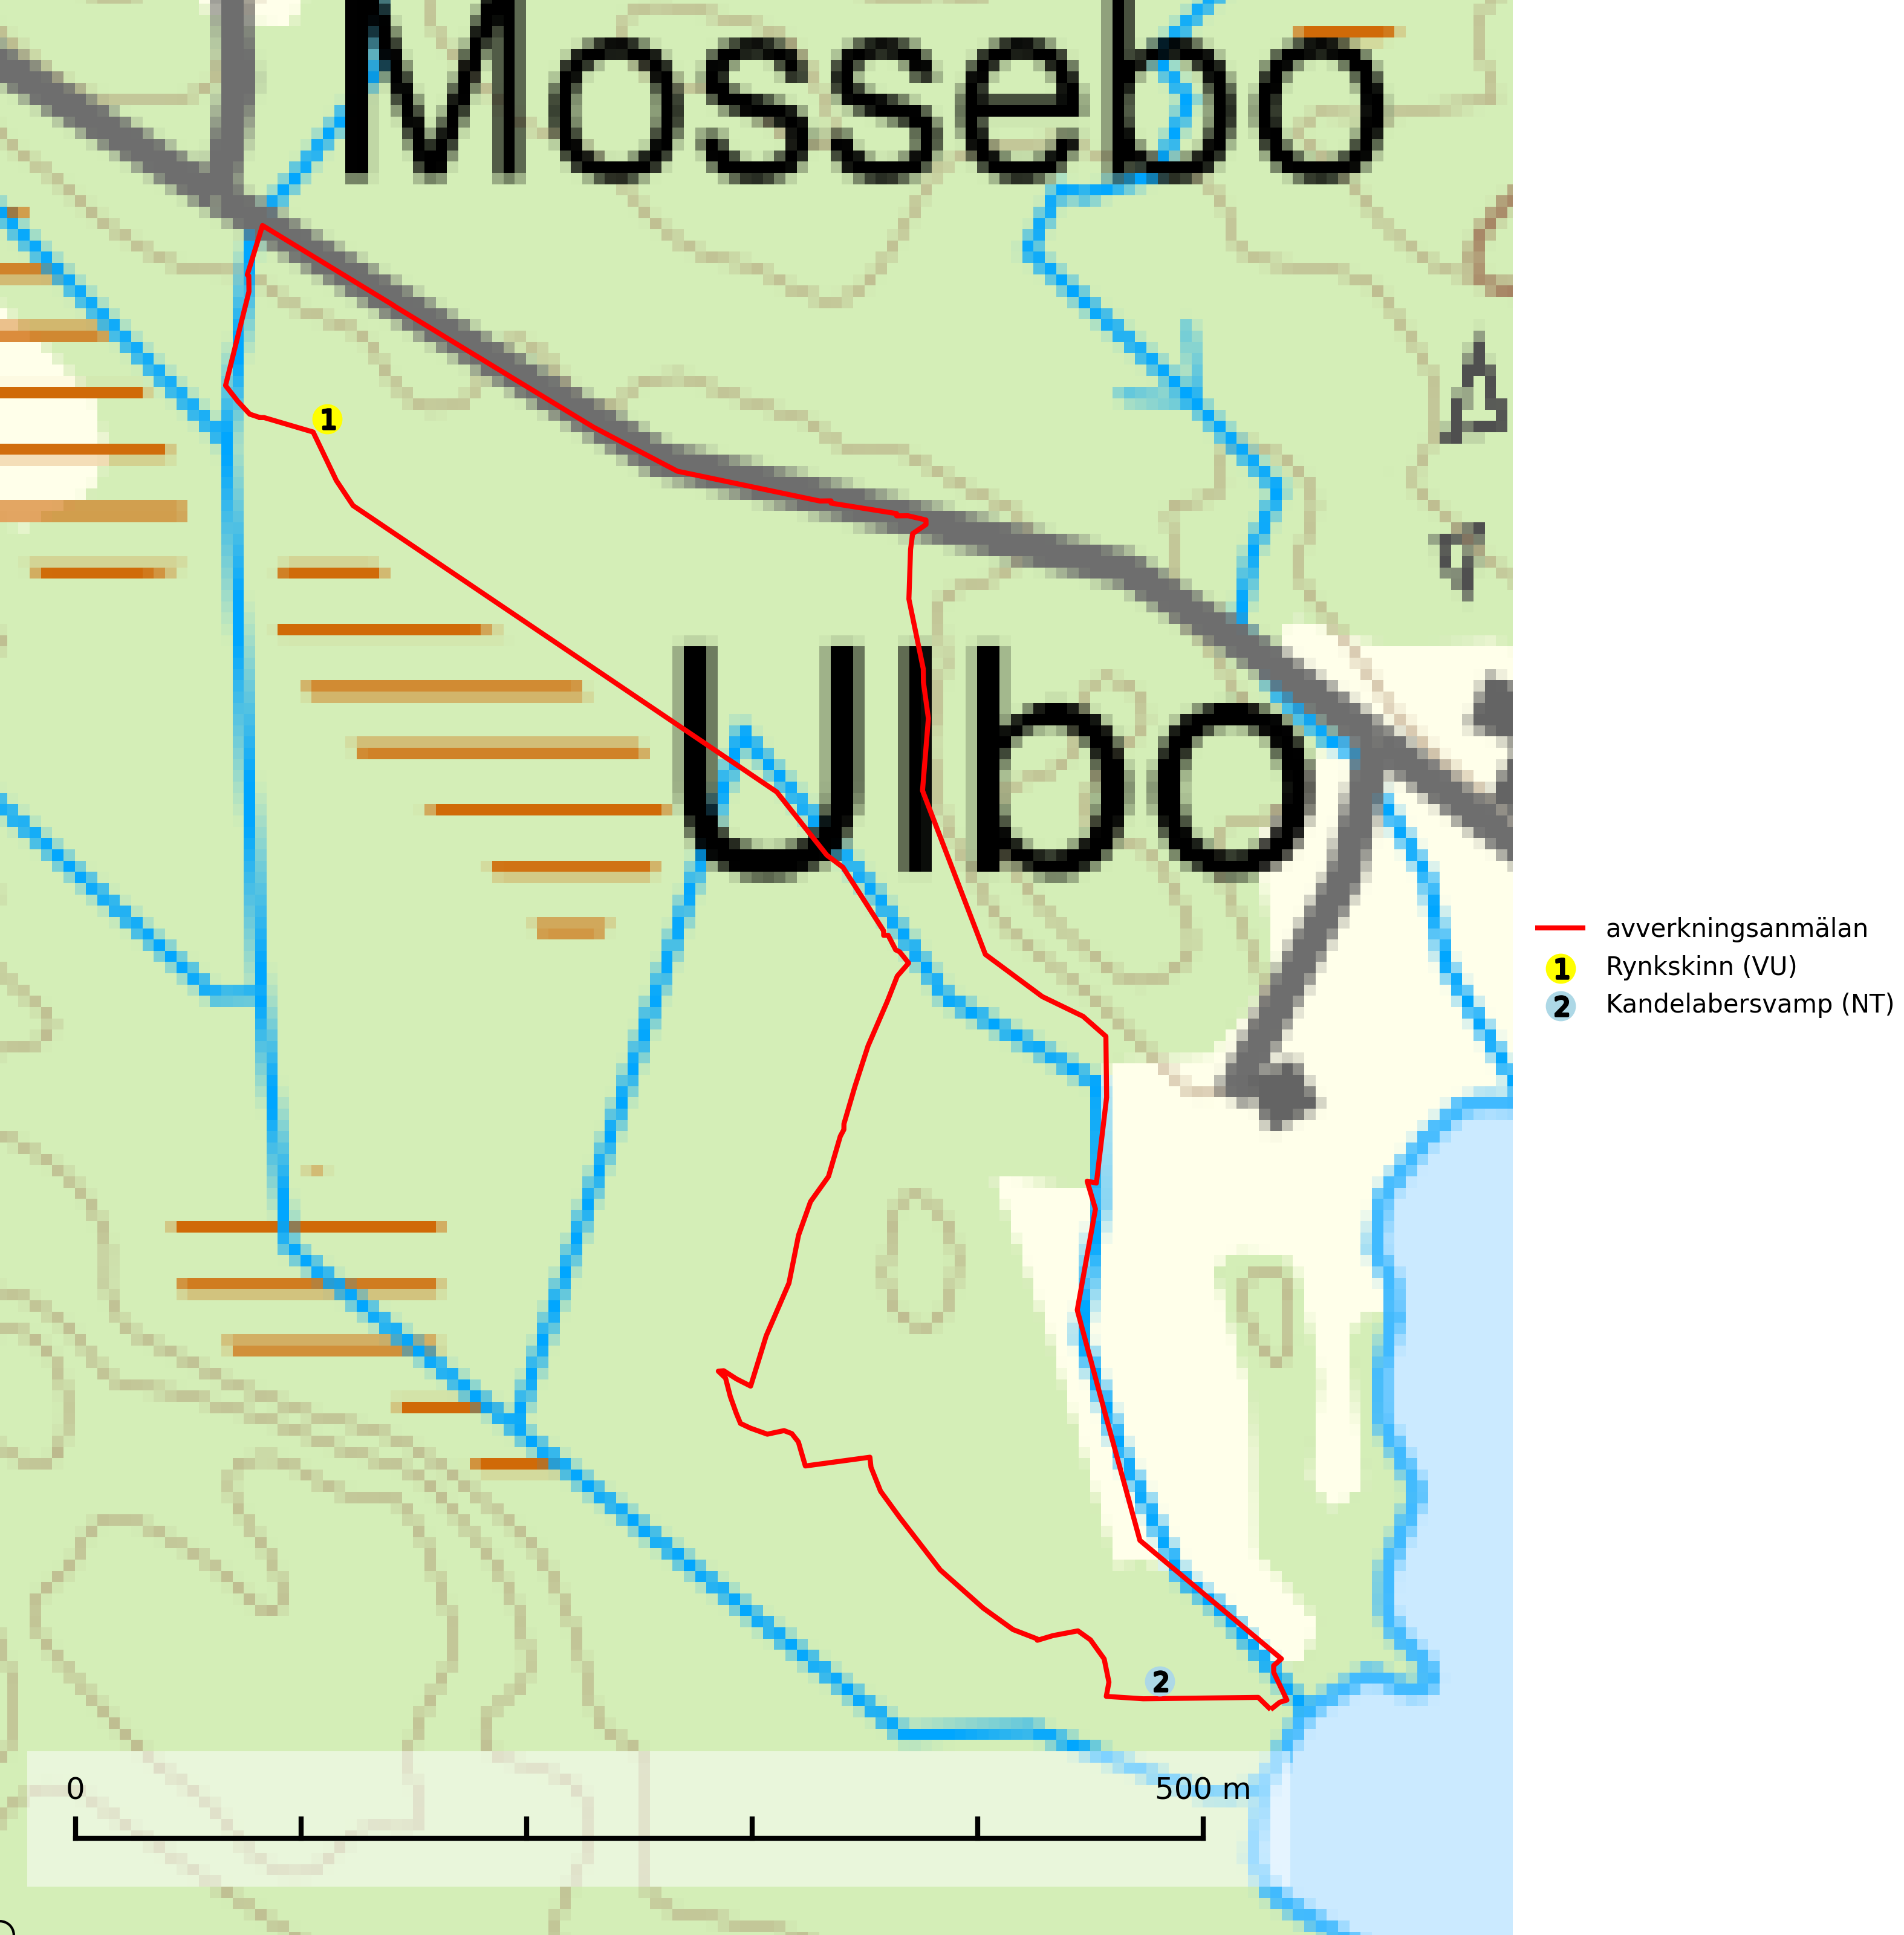 Mossebo
1
Ulbo
avverkningsanmälan
1 Rynkskinn (VU)
2 Kandelabersvamp (NT)
2
0 500 m